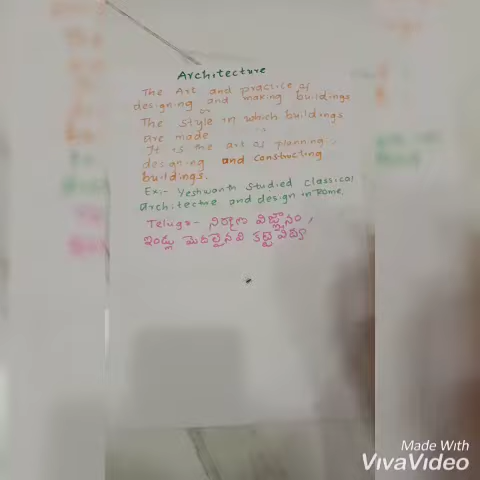 Architecture
The Art and practice of
designing and making buildings
or
The style in which buildings
are made
It is the art of planning,
designing and constructing
buildings.
Ex:- Yeshwanth studied classical
architecture and design in Rome.
Telugu- నిర్మాణ విజ్ఞానం,
ఇండ్లు మొదలైనవి కట్టె విద్య
Made With
VivaVideo